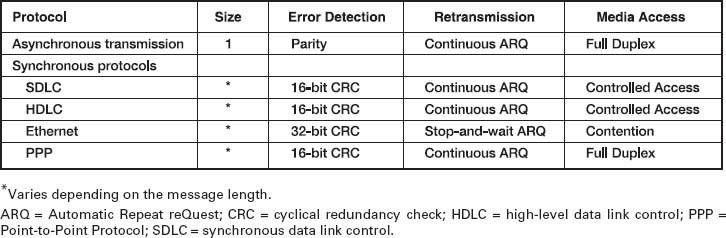 Protocol Size Error Detection Retransmission Media Access
Asynchronous transmission 1 Parity Continuous ARQ Full Duplex
Synchronous protocols
SDLC * 16-bit CRC Continuous ARQ Controlled Access
HDLC * 16-bit CRC Continuous ARQ Controlled Access
Ethernet * 32-bit CRC Stop-and-wait ARQ Contention
PPP * 16-bit CRC Continuous ARQ Full Duplex
*Varies depending on the message length.
ARQ = Automatic Repeat reQuest; CRC = cyclical redundancy check; HDLC = high-level data link control; PPP =
Point-to-Point Protocol; SDLC = synchronous data link control.